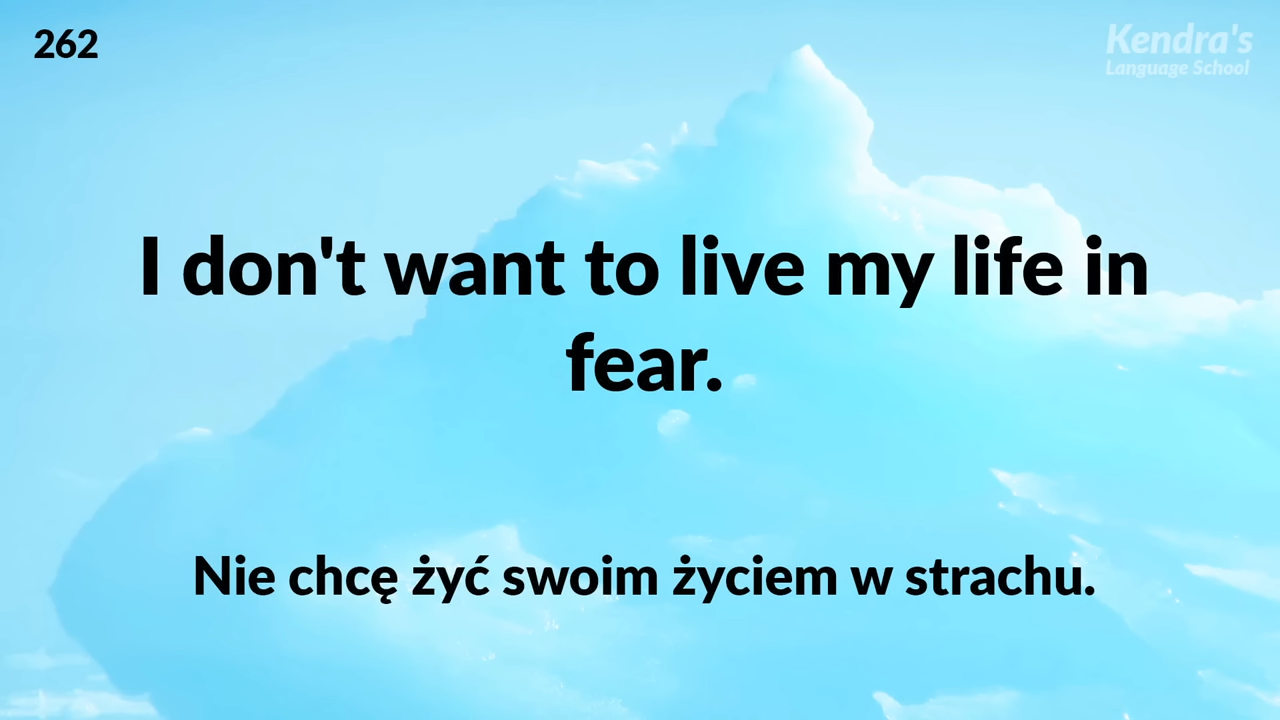 262
Kendra's
Language School
I don't want to live my life in
fear.
Nie chcę żyć swoim życiem w strachu.